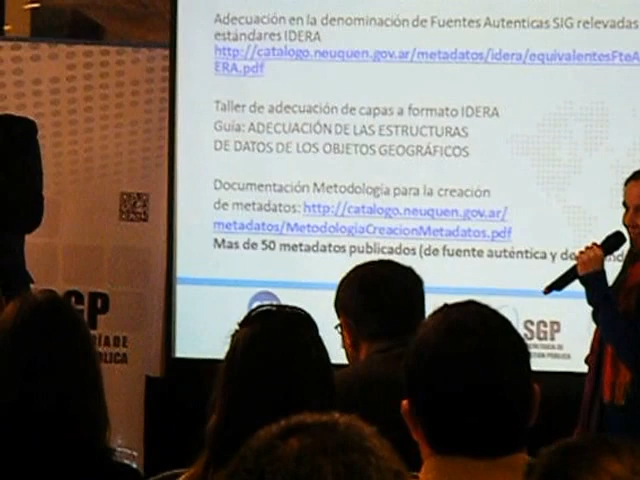 Adecuación en la denominación de Fuentes Autenticas SIG relevadas
estándares IDERA
http://catalogo.neuquen.gov.ar/metadatos/idera/equivalentesFteA
ERA.pdf
Taller de adecuación de capas a formato IDERA
Guía: ADECUACIÓN DE LAS ESTRUCTURAS
DE DATOS DE LOS OBJETOS GEOGRÁFICOS
Documentación Metodología para la creación
de metadatos: http://catalogo.neuquen.gov.ar/
metadatos/MetodologiaCreacionMetadatos.pdf
Mas de 50 metadatos publicados (de fuente auténtica y de
SGP
SGP